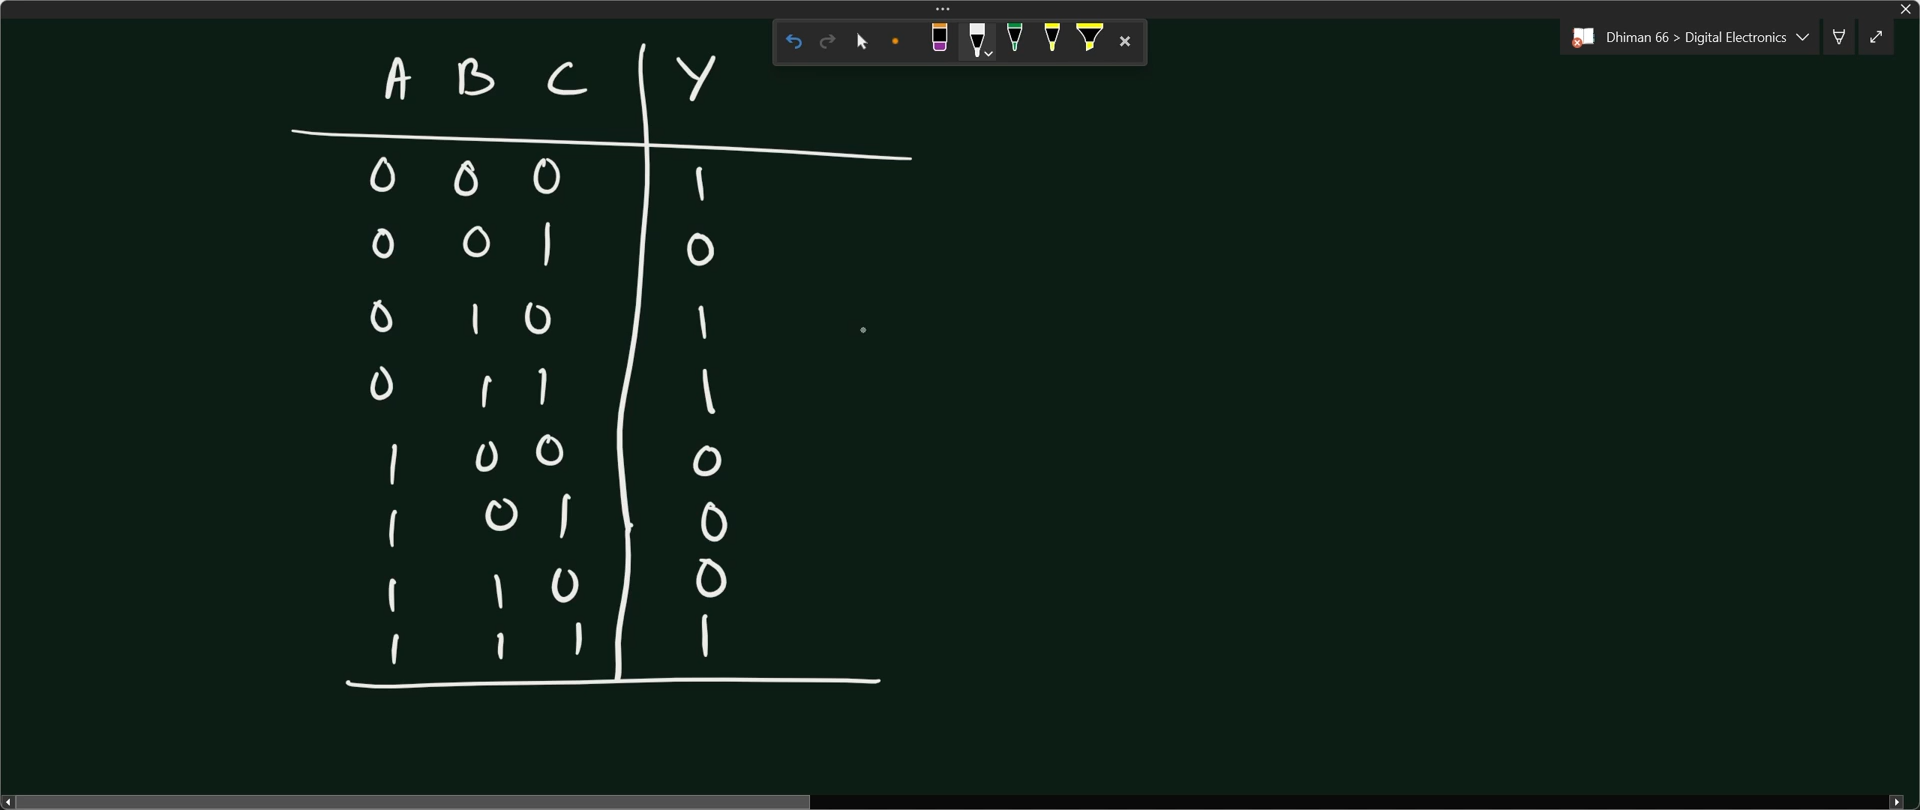 Dhiman 66 > Digital Electronics
A B C Y
0 0 0 1
0 0 1 0
0 1 0 1
0 1 1 1
1 0 0 0
1 0 1 0
1 1 0 0
1 1 1 1